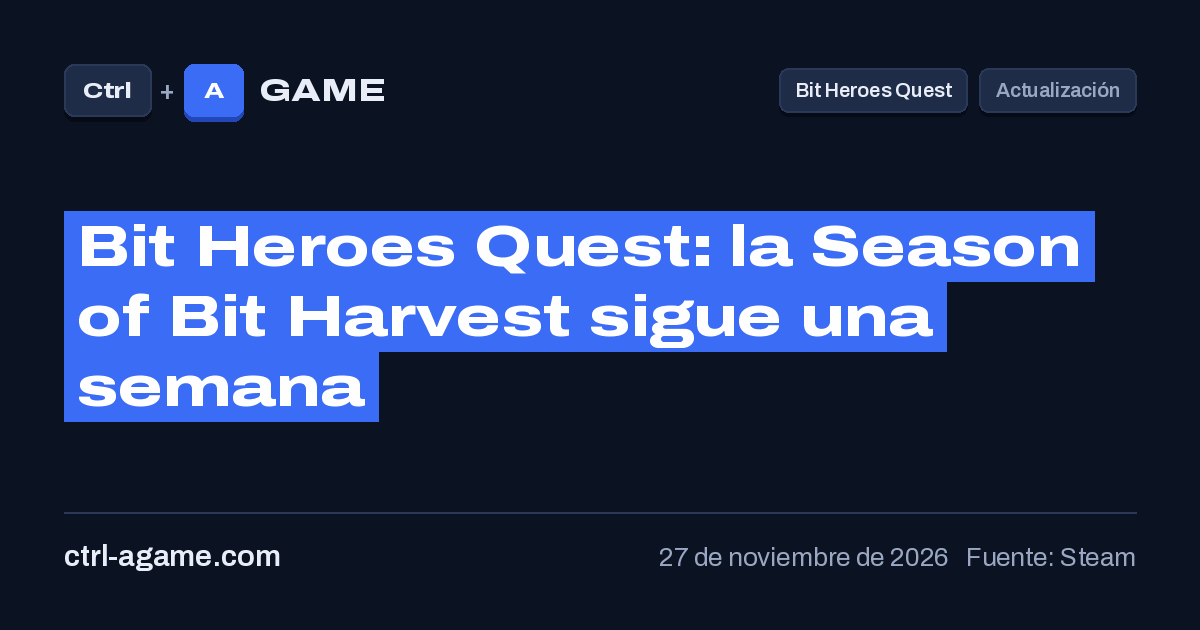 Ctrl + A GAME
Bit Heroes Quest
Actualización
Bit Heroes Quest: la Season
of Bit Harvest sigue una
semana
ctrl-agame.com
27 de noviembre de 2026 Fuente: Steam